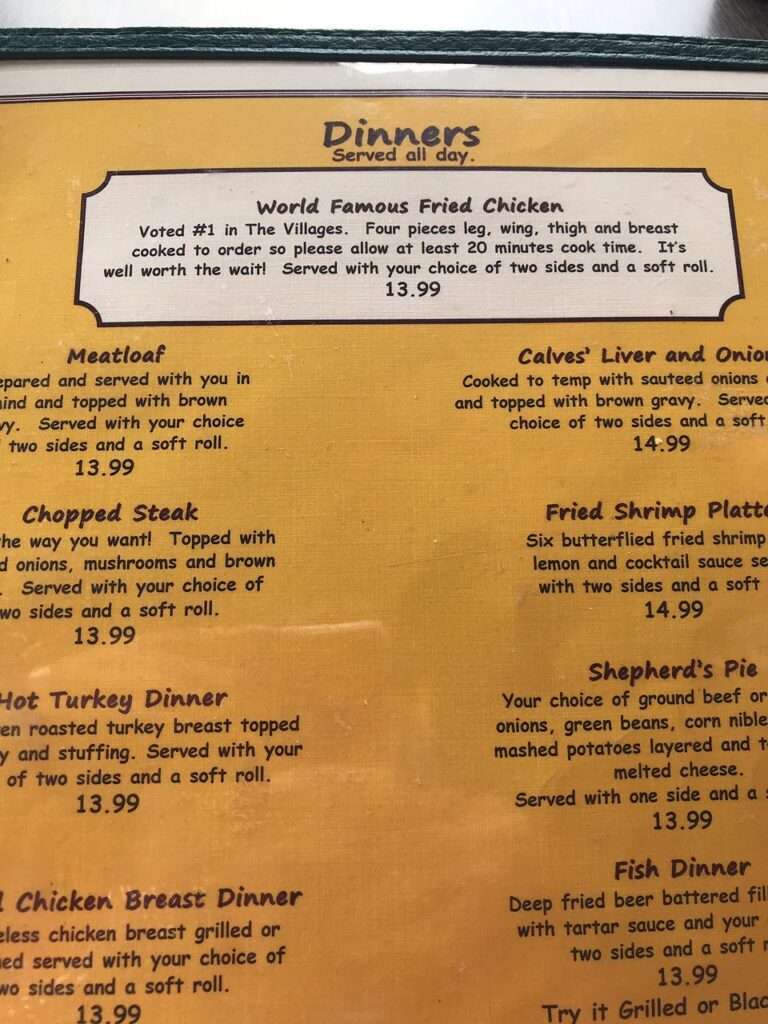 Dinners
Served all day.
World Famous Fried Chicken
Voted #1 in The Villages. Four pieces leg, wing, thigh and breast
cooked to order so please allow at least 20 minutes cook time. It's
well worth the wait! Served with your choice of two sides and a soft roll.
13.99
Meatloaf
epared and served with you in
ind and topped with brown
vy. Served with your choice
two sides and a soft roll.
13.99
Chopped Steak
he way you want! Topped with
d onions, mushrooms and brown
. Served with your choice of
wo sides and a soft roll.
13.99
Hot Turkey Dinner
en roasted turkey breast topped
y and stuffing. Served with your
of two sides and a soft roll.
13.99
l Chicken Breast Dinner
eless chicken breast grilled or
ned served with your choice of
wo sides and a soft roll.
13.99
Calves' Liver and Onion
Cooked to temp with sauteed onions
and topped with brown gravy. Served
choice of two sides and a soft
14.99
Fried Shrimp Platte
Six butterflied fried shrimp
lemon and cocktail sauce se
with two sides and a soft
14.99
Shepherd's Pie
Your choice of ground beef or
onions, green beans, corn nible
mashed potatoes layered and t
melted cheese.
Served with one side and a s
13.99
Fish Dinner
Deep fried beer battered fil
with tartar sauce and your
two sides and a soft r
13.99
Try it Grilled or Blac